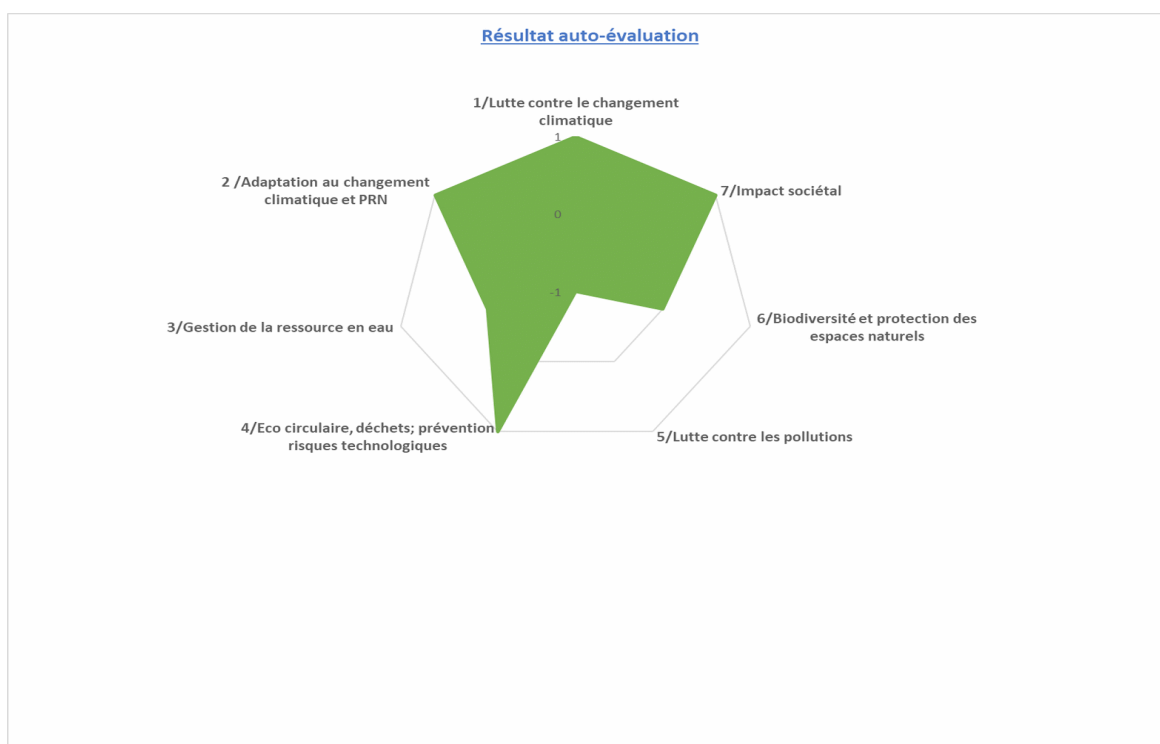 Résultat auto-évaluation
1/Lutte contre le changement
climatique
1
2 /Adaptation au changement
climatique et PRN
7/Impact sociétal
0
-1
3/Gestion de la ressource en eau
6/Biodiversité et protection des
espaces naturels
4/Eco circulaire, déchets; prévention
risques technologiques
5/Lutte contre les pollutions